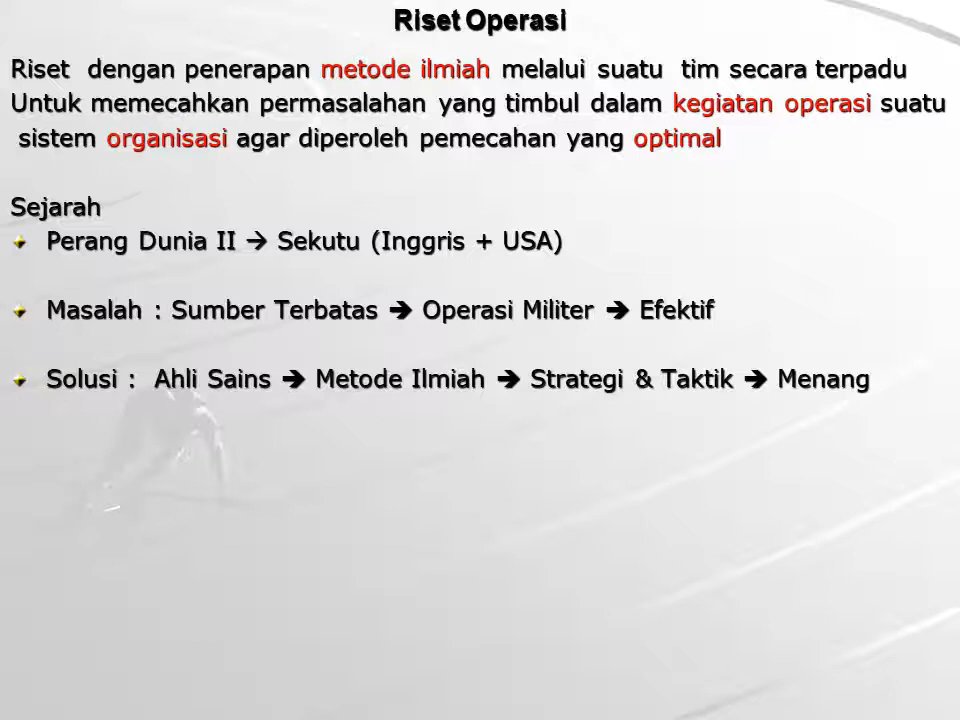 Riset Operasi
Riset dengan penerapan metode ilmiah melalui suatu tim secara terpadu
Untuk memecahkan permasalahan yang timbul dalam kegiatan operasi suatu
sistem organisasi agar diperoleh pemecahan yang optimal
Sejarah
Perang Dunia II → Sekutu (Inggris + USA)
Masalah : Sumber Terbatas ➔ Operasi Militer ➔ Efektif
Solusi : Ahli Sains ➔ Metode Ilmiah ➔ Strategi & Taktik ➔ Menang